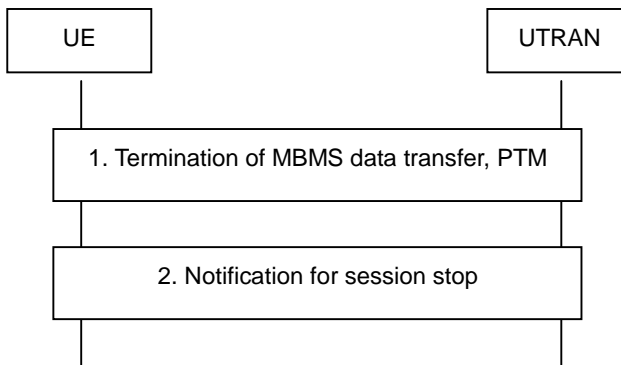 UE
UTRAN
1. Termination of MBMS data transfer, PTM
2. Notification for session stop